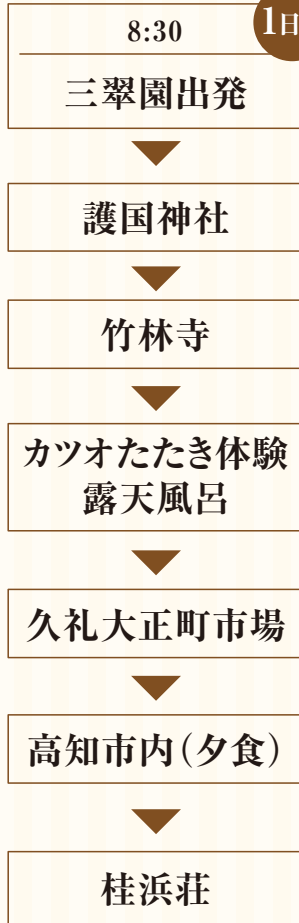 1日
8:30
三翠園出発
護国神社
竹林寺
カツオたたき体験
露天風呂
久礼大正町市場
高知市内（夕食）
桂浜荘